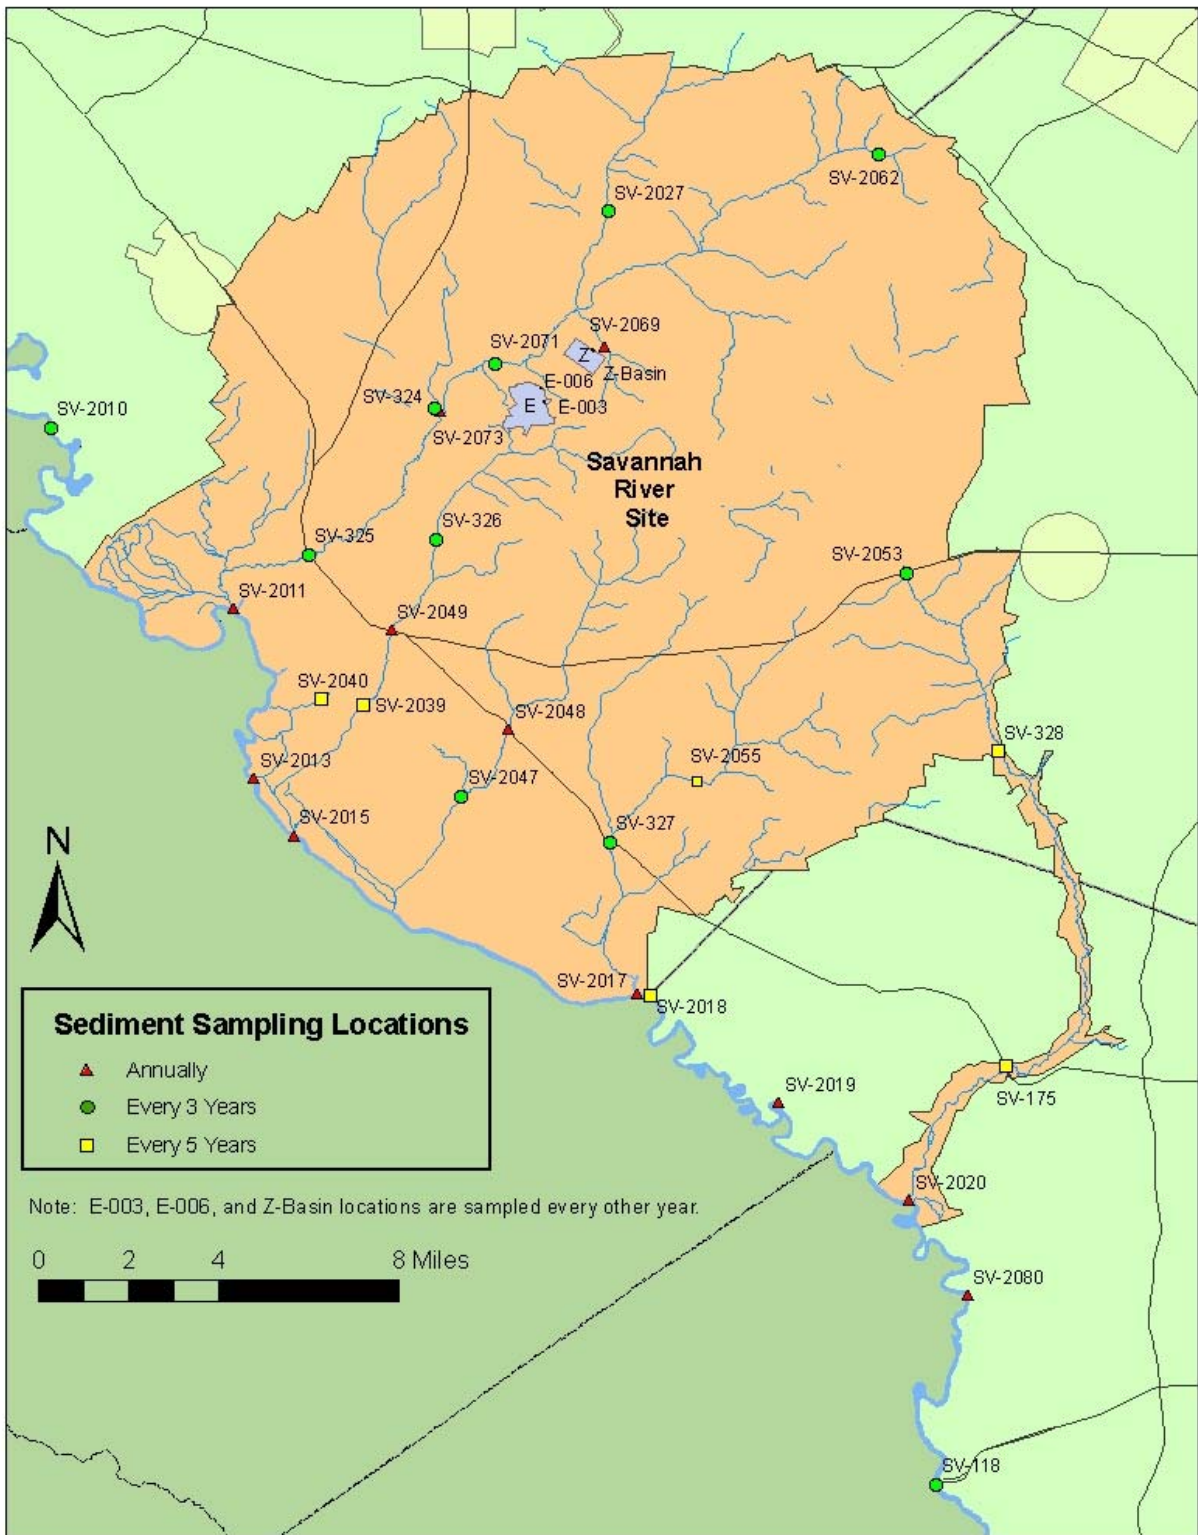 SV-2062
SV-2027
SV-2069
SV-2071
Z
Z-Basin
E-006
SV-324
E
E-003
SV-2010
SV-2073
Savannah
River
Site
SV-326
SV-325
SV-2053
SV-2011
SV-2049
SV-2040
SV-2039
SV-2048
SV-328
SV-2013
SV-2055
SV-2047
SV-2015
SV-327
N
SV-2017
SV-2018
Sediment Sampling Locations
Annually
Every 3 Years
Every 5 Years
SV-2019
SV-175
SV-2020
Note: E-003, E-006, and Z-Basin locations are sampled every other year.
0 2 4 8 Miles
SV-2080
SV-118